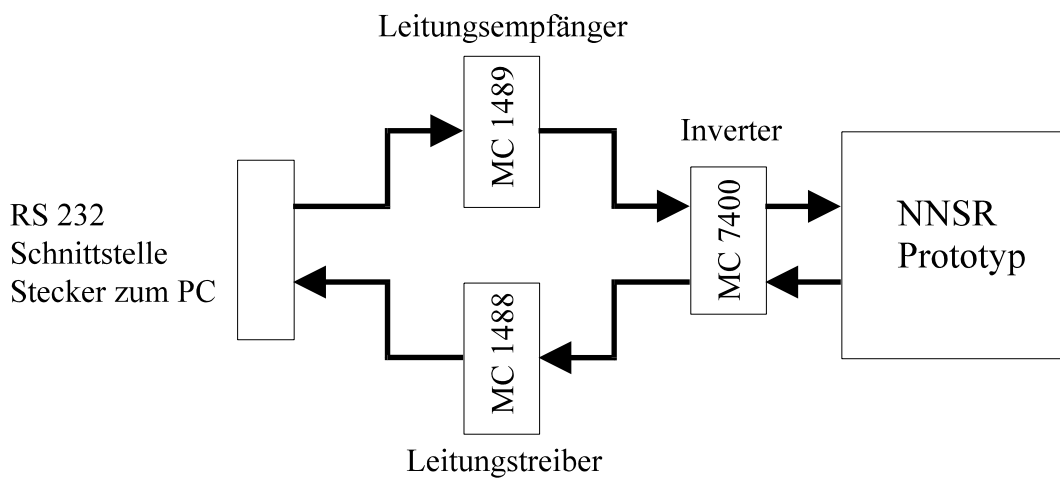 Leitungsempfänger
MC 1489
Inverter
MC 7400
RS 232
Schnittstelle
Stecker zum PC
NNSR
Prototyp
MC 1488
Leitungstreiber